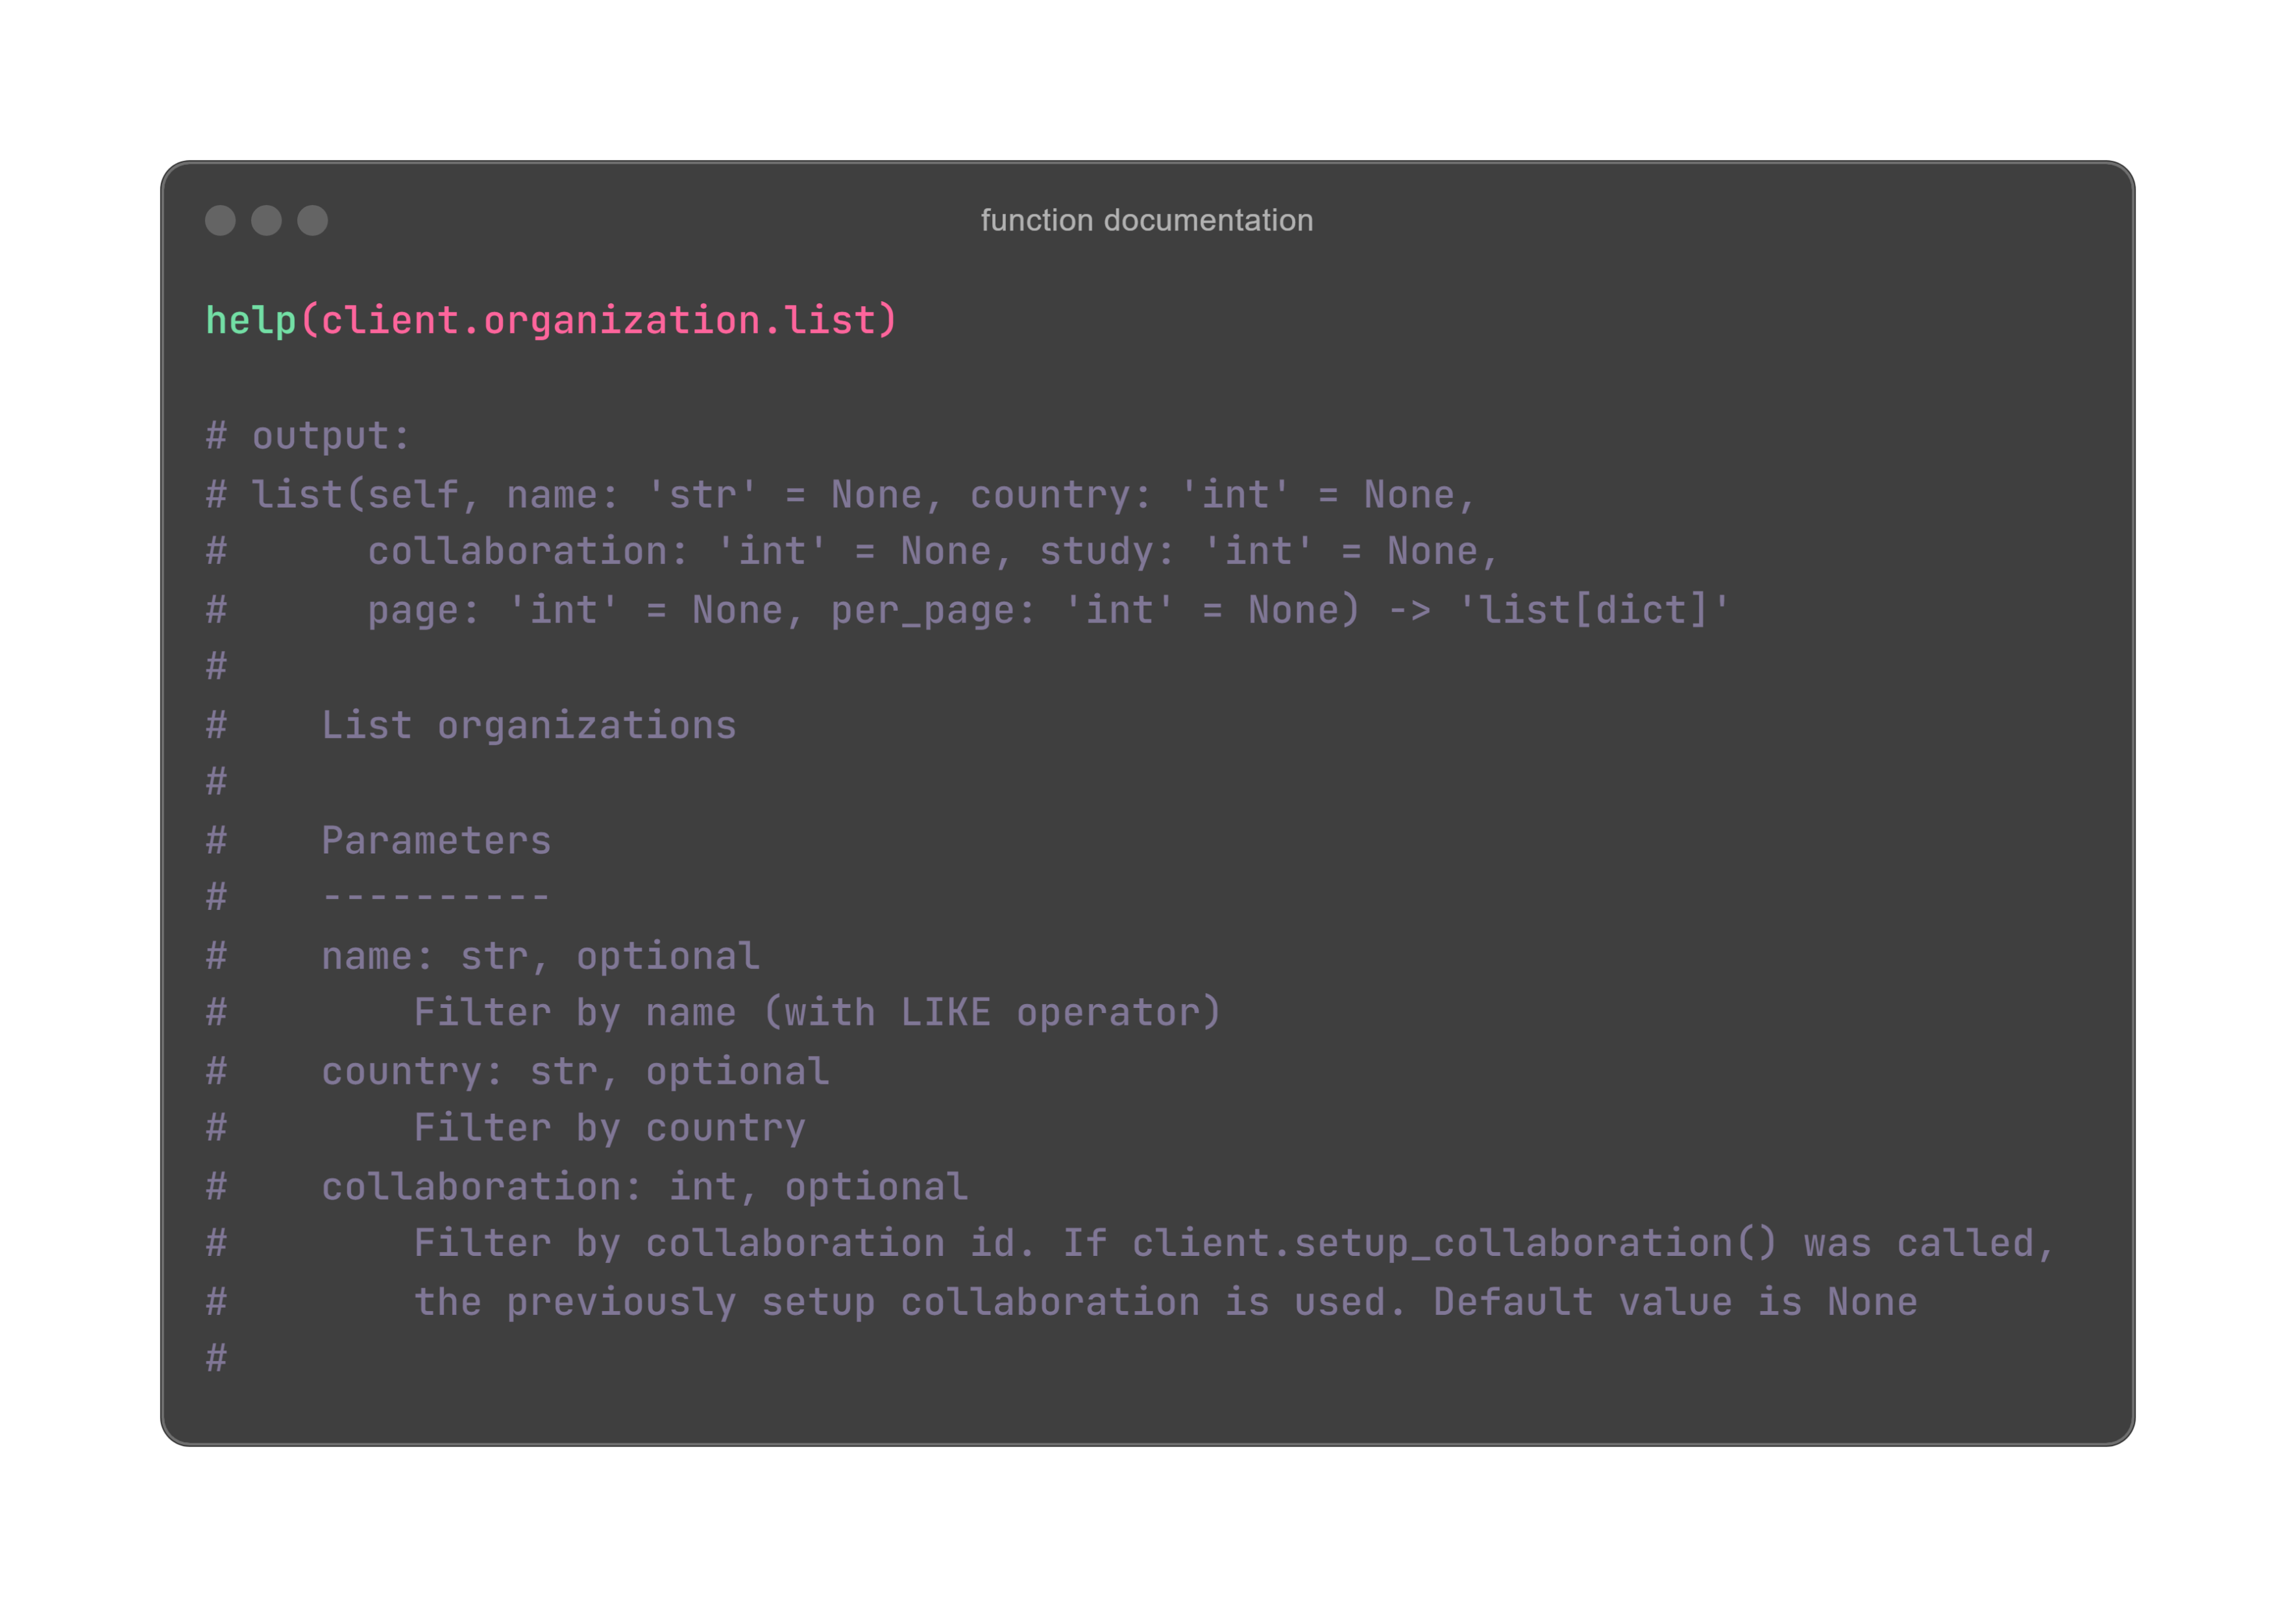 function documentation
help(client.organization.list)
# output:
# list(self, name: 'str' = None, country: 'int' = None,
#      collaboration: 'int' = None, study: 'int' = None,
#      page: 'int' = None, per_page: 'int' = None) -> 'list[dict]'
#
#    List organizations
#
#    Parameters
#    ----------
#    name: str, optional
#        Filter by name (with LIKE operator)
#    country: str, optional
#        Filter by country
#    collaboration: int, optional
#        Filter by collaboration id. If client.setup_collaboration() was called,
#        the previously setup collaboration is used. Default value is None
#